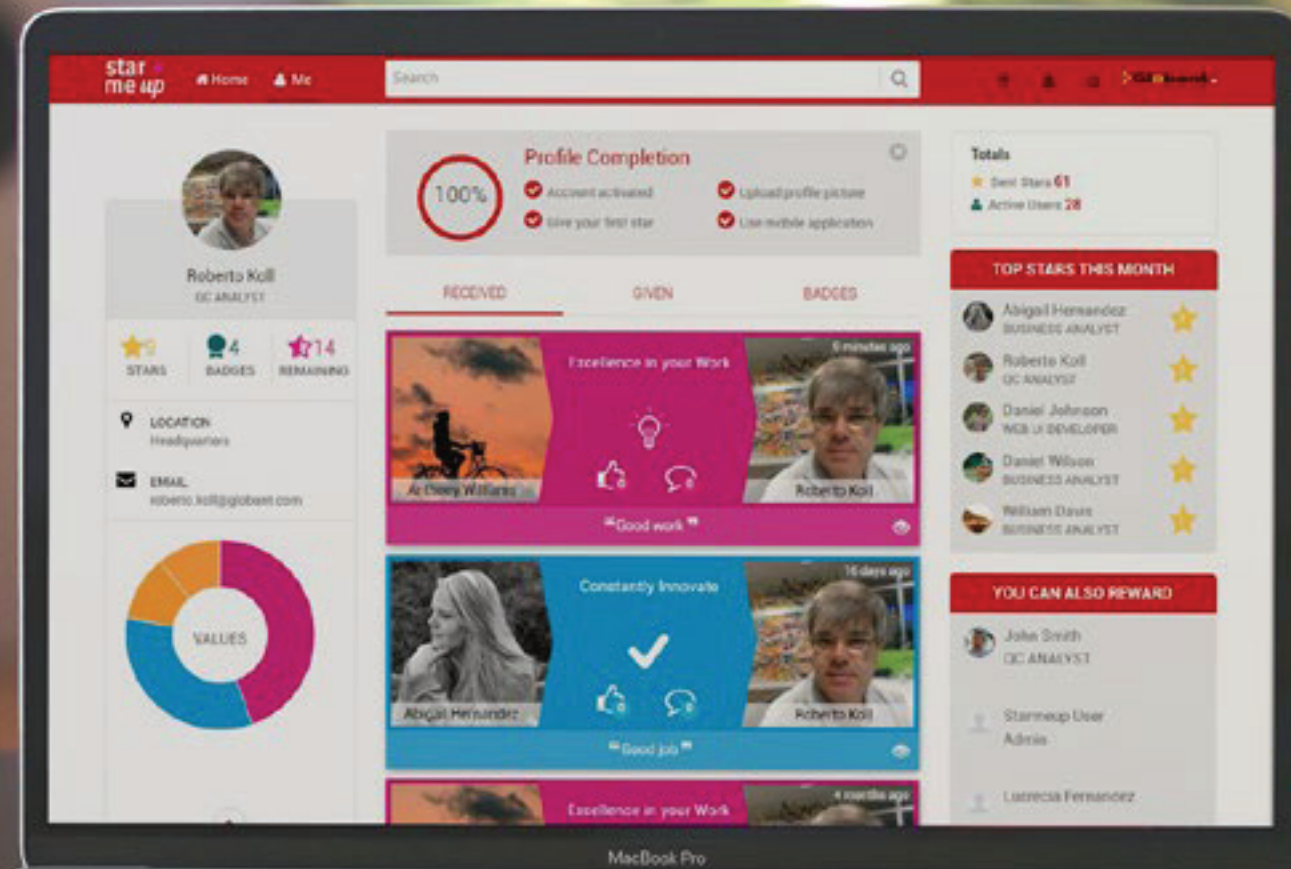 star
me up
Home
Me
Search
Profile Completion
100%
Account activated
Upload profile picture
Give your first star
Use mobile application
Totals
Sent Stars 61
Active Users 28
Roberto Koll
QC ANALYST
9
STARS
4
BADGES
14
REMAINING
LOCATION
Headquarters
EMAIL
roberto.koll@globant.com
VALUES
RECEIVED
GIVEN
BADGES
9 minutes ago
Excellence in your Work
Anthony Williams
Roberto Koll
❝Good work❞
16 days ago
Constantly Innovate
Abigail Hernandez
Roberto Koll
❝Good job❞
4 months ago
Excellence in your Work
TOP STARS THIS MONTH
Abigail Hernandez
BUSINESS ANALYST
Roberto Koll
QC ANALYST
Daniel Johnson
WEB UI DEVELOPER
Daniel Wilson
BUSINESS ANALYST
William Davis
BUSINESS ANALYST
YOU CAN ALSO REWARD
John Smith
QC ANALYST
Starmeup User
Admin
Lucrecia Fernandez
MacBook Pro